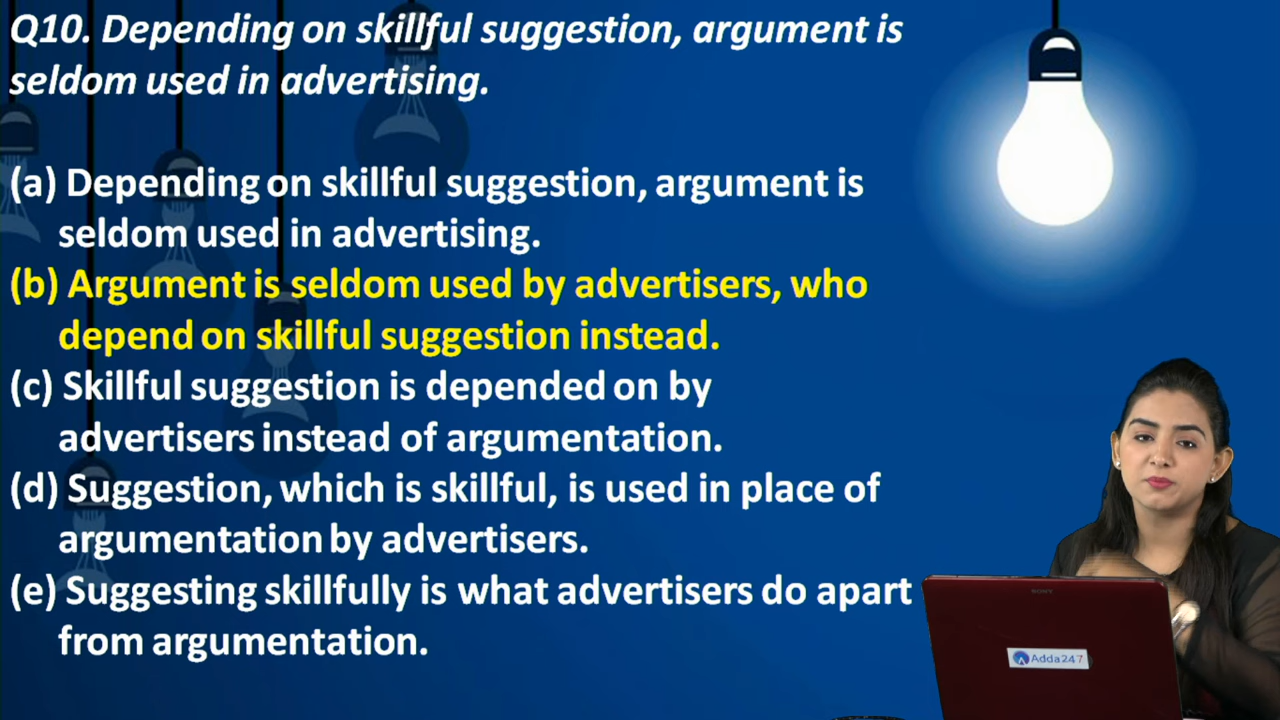 Q10. Depending on skillful suggestion, argument is
seldom used in advertising.
(a) Depending on skillful suggestion, argument is
seldom used in advertising.
(b) Argument is seldom used by advertisers, who
depend on skillful suggestion instead.
(c) Skillful suggestion is depended on by
advertisers instead of argumentation.
(d) Suggestion, which is skillful, is used in place of
argumentation by advertisers.
(e) Suggesting skillfully is what advertisers do apart
from argumentation.
SONY
Adda247